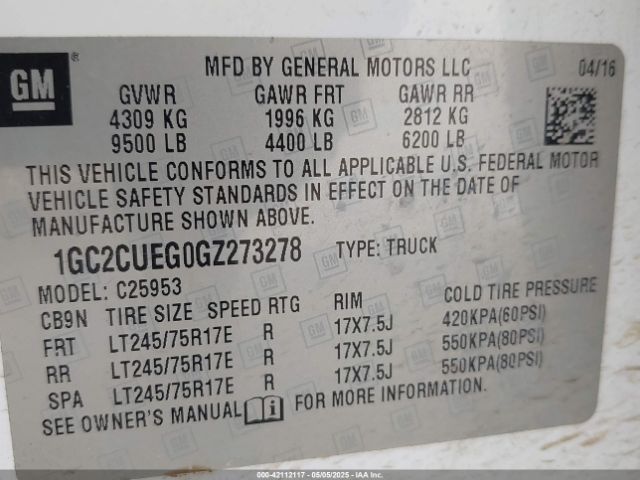 GM ®
MFD BY GENERAL MOTORS LLC 04/16
GVWR GAWR FRT GAWR RR
4309 KG 1996 KG 2812 KG
9500 LB 4400 LB 6200 LB
THIS VEHICLE CONFORMS TO ALL APPLICABLE U.S. FEDERAL MOTOR
VEHICLE SAFETY STANDARDS IN EFFECT ON THE DATE OF
MANUFACTURE SHOWN ABOVE.
1GC2CUEG0GZ273278 TYPE: TRUCK
MODEL: C25953
CB9N TIRE SIZE SPEED RTG RIM COLD TIRE PRESSURE
FRT LT245/75R17E R 17X7.5J 420KPA(60PSI)
RR LT245/75R17E R 17X7.5J 550KPA(80PSI)
SPA LT245/75R17E R 17X7.5J 550KPA(80PSI)
SEE OWNER'S MANUAL FOR MORE INFORMATION.
000-42112117 05/05/2025 IAA